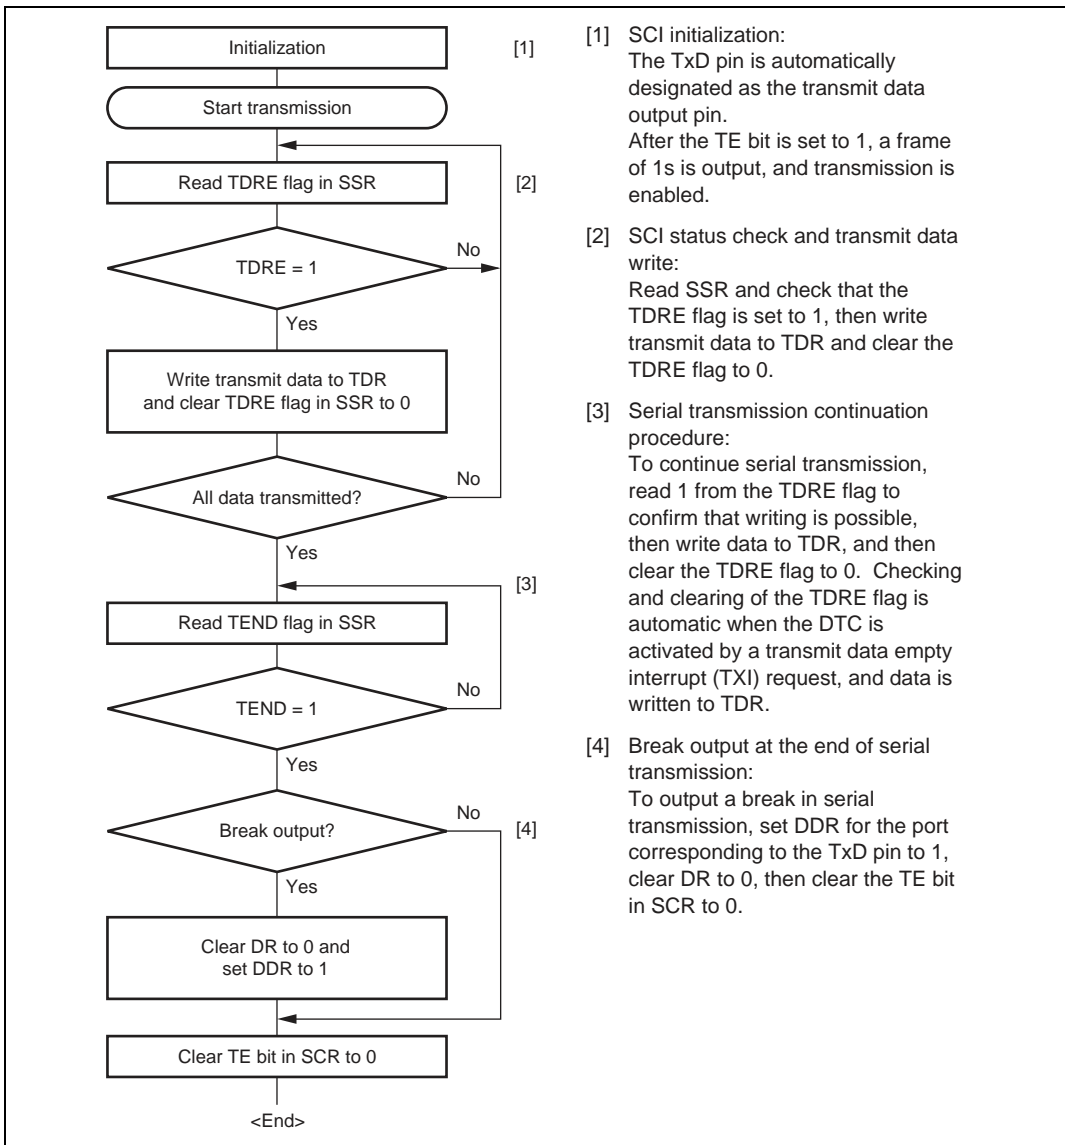 Initialization
[1]
Start transmission
Read TDRE flag in SSR
[2]
No
TDRE = 1
Yes
Write transmit data to TDR
and clear TDRE flag in SSR to 0
No
All data transmitted?
Yes
[3]
Read TEND flag in SSR
No
TEND = 1
Yes
No
Break output?
[4]
Yes
Clear DR to 0 and
set DDR to 1
Clear TE bit in SCR to 0
<End>
[1] SCI initialization:
The TxD pin is automatically
designated as the transmit data
output pin.
After the TE bit is set to 1, a frame
of 1s is output, and transmission is
enabled.
[2] SCI status check and transmit data
write:
Read SSR and check that the
TDRE flag is set to 1, then write
transmit data to TDR and clear the
TDRE flag to 0.
[3] Serial transmission continuation
procedure:
To continue serial transmission,
read 1 from the TDRE flag to
confirm that writing is possible,
then write data to TDR, and then
clear the TDRE flag to 0. Checking
and clearing of the TDRE flag is
automatic when the DTC is
activated by a transmit data empty
interrupt (TXI) request, and data is
written to TDR.
[4] Break output at the end of serial
transmission:
To output a break in serial
transmission, set DDR for the port
corresponding to the TxD pin to 1,
clear DR to 0, then clear the TE bit
in SCR to 0.